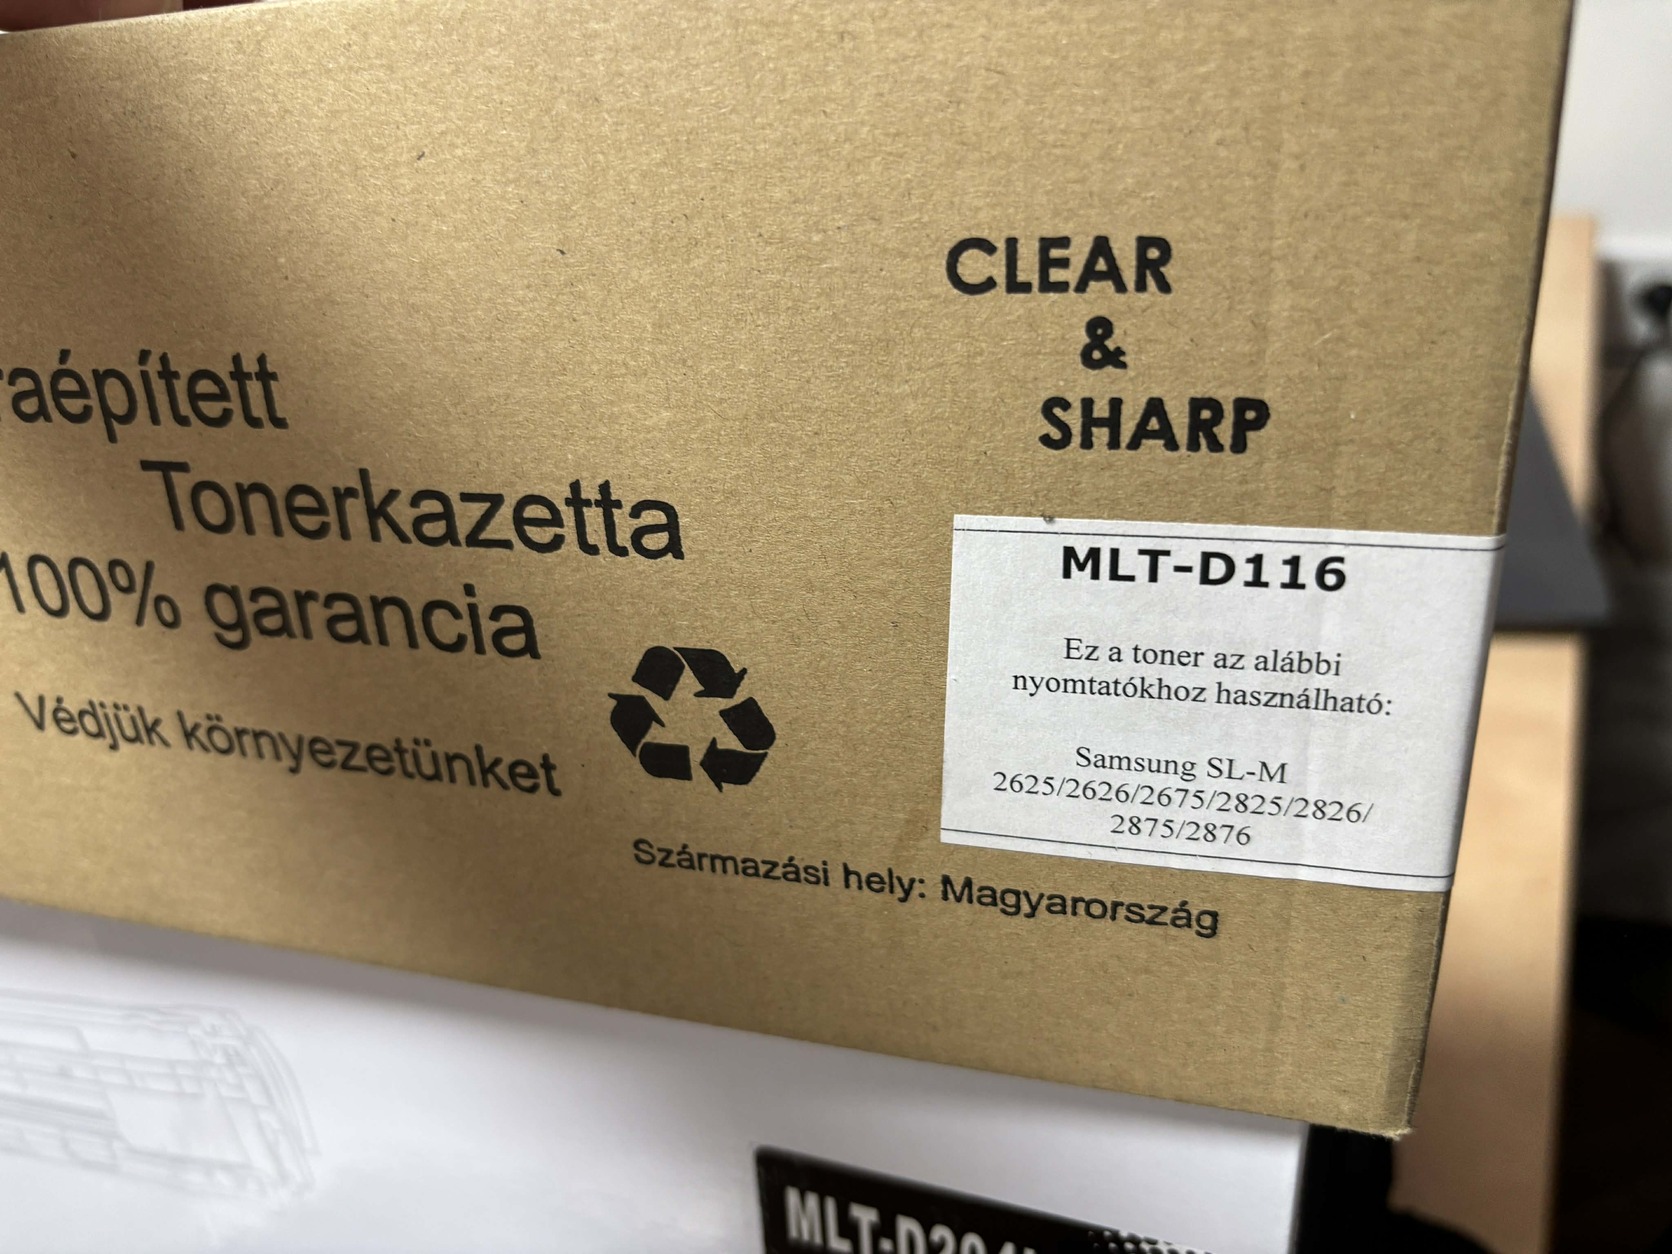 CLEAR
&
SHARP
raépített
Tonerkazetta
100% garancia
Védjük környezetünket
MLT-D116
Ez a toner az alábbi
nyomtatókhoz használható:
Samsung SL-M
2625/2626/2675/2825/2826/
2875/2876
Származási hely: Magyarország